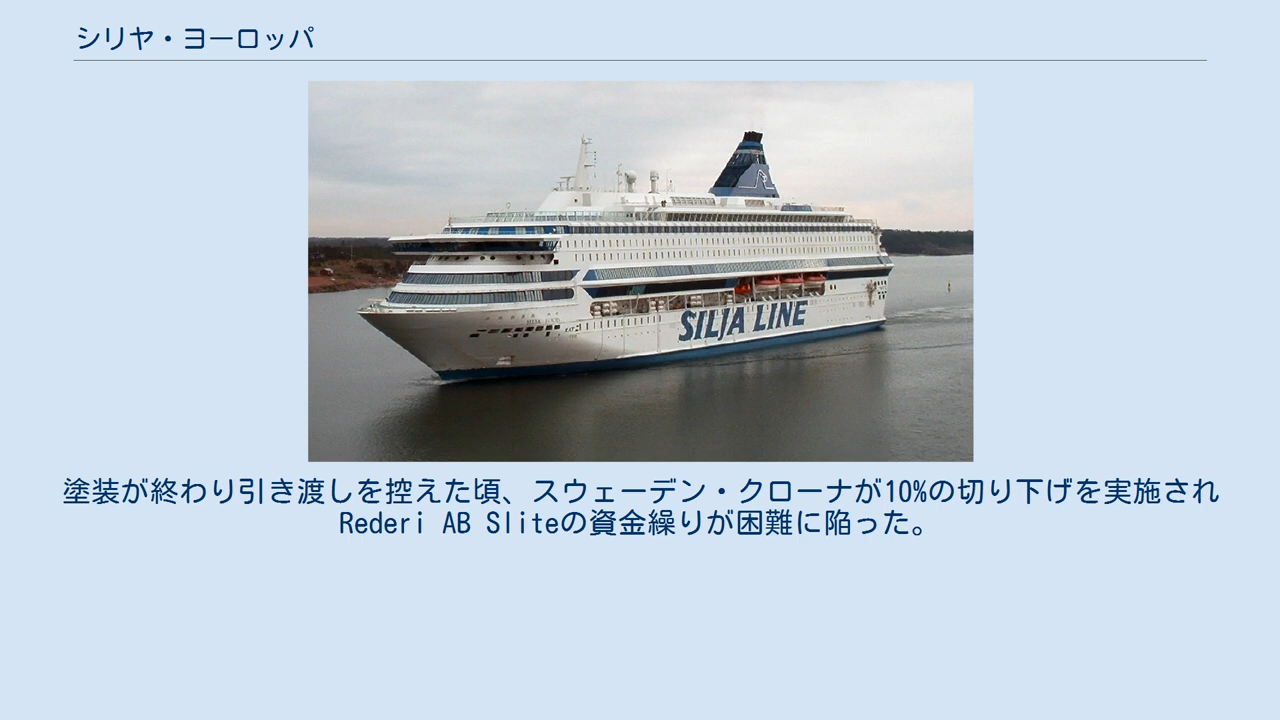 シリヤ・ヨーロッパ
SILJA LINE
塗装が終わり引き渡しを控えた頃、スウェーデン・クローナが10%の切り下げを実施され
Rederi AB Sliteの資金繰りが困難に陥った。